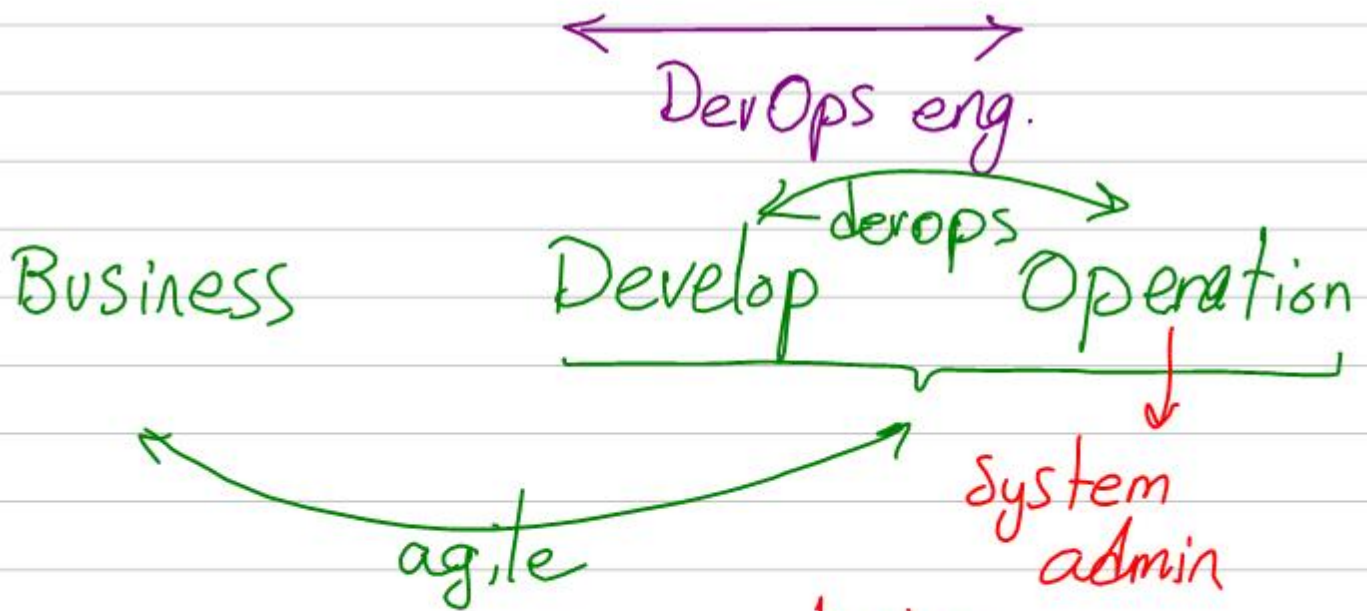 DevOps eng.
devops
Business Develop Operation
agile
system
admin